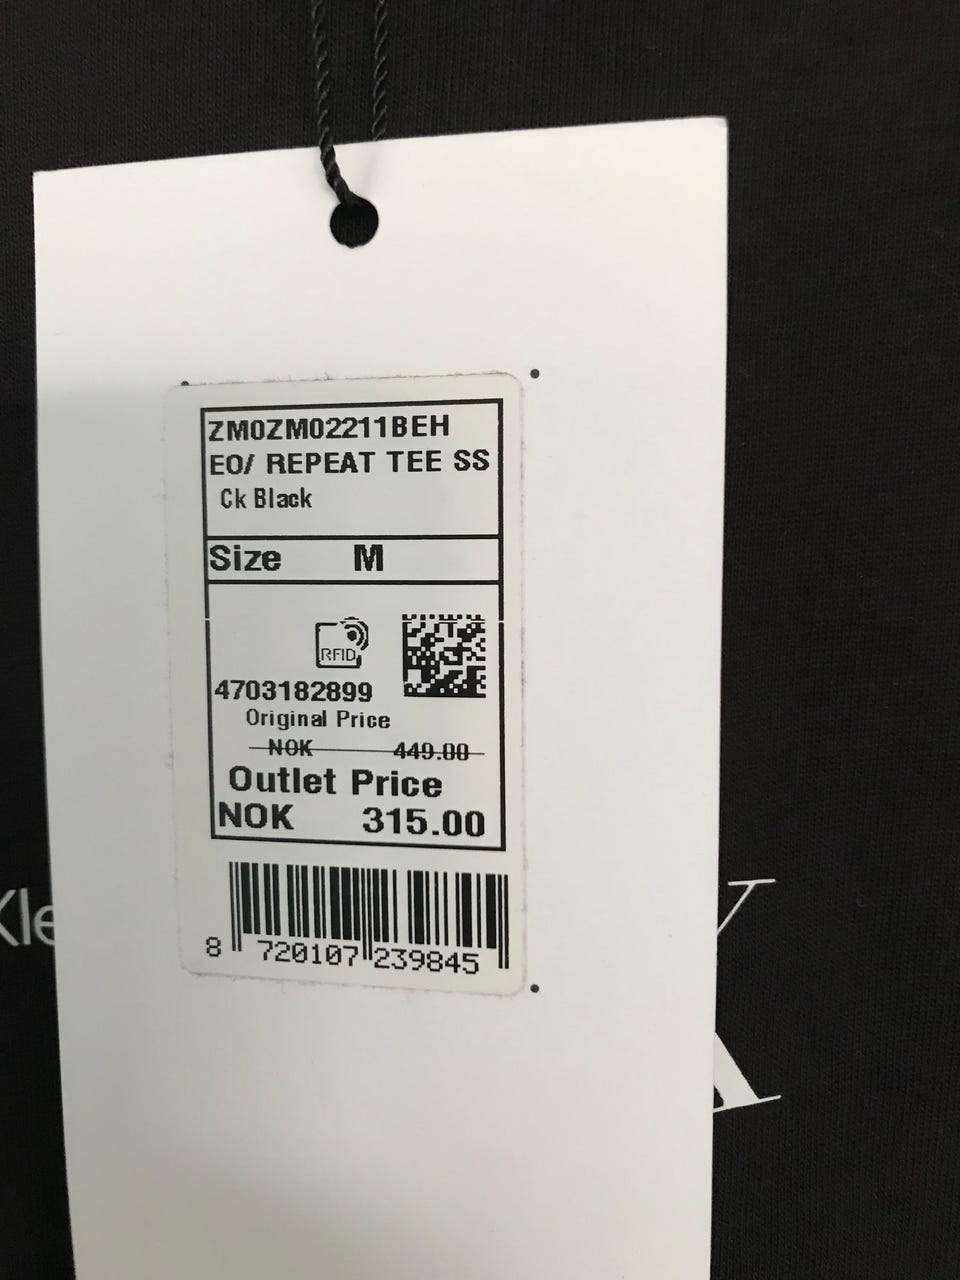 ZM0ZM02211BEH
EO/ REPEAT TEE SS
Ck Black
Size M
RFID
4703182899
Original Price
NOK 449.00
Outlet Price
NOK 315.00
8 720107 239845
Kle
K